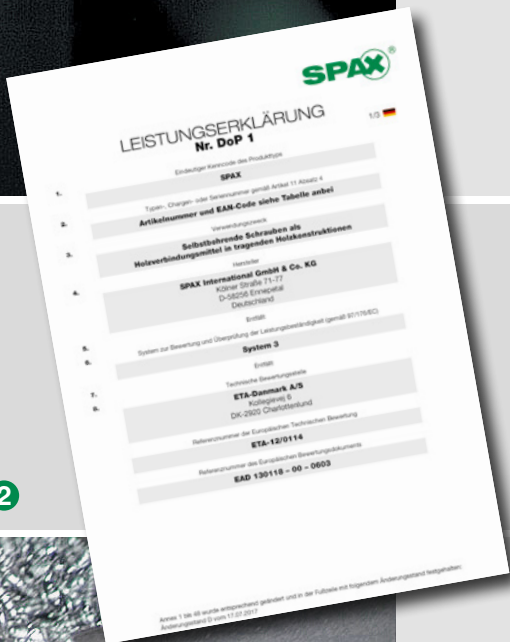 SPAX®
LEISTUNGSERKLÄRUNG
Nr. DoP 1
1/3
Eindeutiger Kenncode des Produkttyps
1.
SPAX
Typen-, Chargen- oder Seriennummer gemäß Artikel 11 Absatz 4
2.
Artikelnummer und EAN-Code siehe Tabelle anbei
Verwendungszweck
3.
Selbstbohrende Schrauben als
Holzverbindungsmittel in tragenden Holzkonstruktionen
Hersteller
4.
SPAX International GmbH & Co. KG
Kölner Straße 71-77
D-58256 Ennepetal
Deutschland
Entfällt
5.
System zur Bewertung und Überprüfung der Leistungsbeständigkeit (gemäß 97/176/EC)
6.
System 3
Entfällt
7.
Technische Bewertungsstelle
8.
ETA-Danmark A/S
Kollegievej 6
DK-2920 Charlottenlund
Referenznummer der Europäischen Technischen Bewertung
ETA-12/0114
Referenznummer des Europäischen Bewertungsdokuments
EAD 130118 – 00 – 0603
2
Annex 1 bis 48 wurde entsprechend geändert und in der Fußzeile mit folgendem Änderungsstand festgehalten:
Änderungsstand D vom 17.07.2017